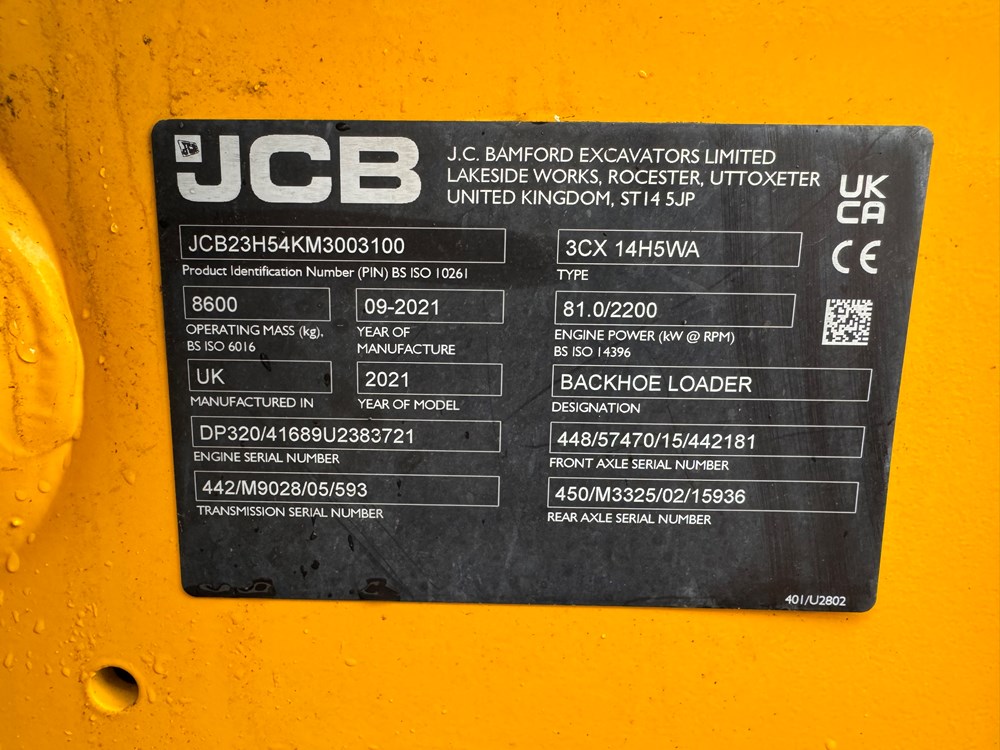 JCB
J.C. BAMFORD EXCAVATORS LIMITED
LAKESIDE WORKS, ROCESTER, UTTOXETER
UNITED KINGDOM, ST14 5JP
UK
CA
CE
JCB23H54KM3003100
Product Identification Number (PIN) BS ISO 10261
3CX 14H5WA
TYPE
8600
OPERATING MASS (kg),
BS ISO 6016
09-2021
YEAR OF
MANUFACTURE
81.0/2200
ENGINE POWER (kW @ RPM)
BS ISO 14396
UK
MANUFACTURED IN
2021
YEAR OF MODEL
BACKHOE LOADER
DESIGNATION
DP320/41689U2383721
ENGINE SERIAL NUMBER
448/57470/15/442181
FRONT AXLE SERIAL NUMBER
442/M9028/05/593
TRANSMISSION SERIAL NUMBER
450/M3325/02/15936
REAR AXLE SERIAL NUMBER
401/U2802